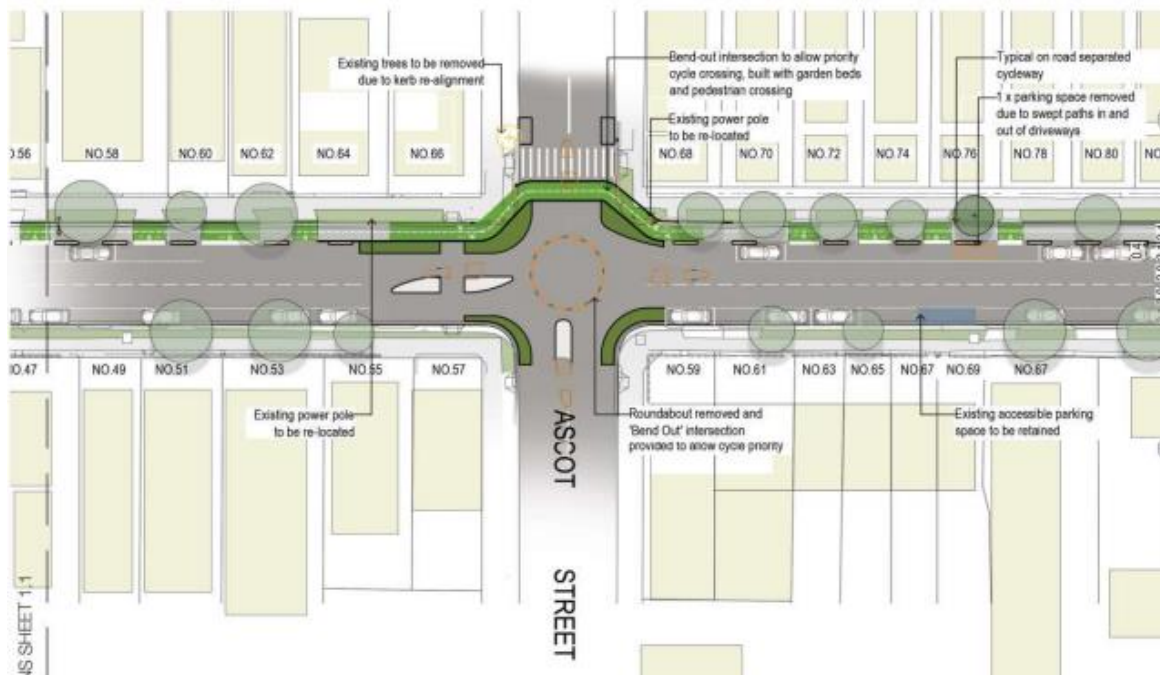 Existing trees to be removed
due to kerb re-alignment
Bend-out intersection to allow priority
cycle crossing, built with garden beds
and pedestrian crossing
Typical on road separated
cycleway
1 x parking space removed
due to swept paths in and
out of driveways
Existing power pole
to be re-located
NO.58
NO.60
NO.62
NO.64
NO.66
NO.68
NO.70
NO.72
NO.74
NO.76
NO.78
NO.80
NO.49
NO.51
NO.53
NO.55
NO.57
NO.59
NO.61
NO.63
NO.65
NO.67
NO.69
NO.67
Existing power pole
to be re-located
Roundabout removed and
'Bend Out' intersection
provided to allow cycle priority
Existing accessible parking
space to be retained
ASCOT
STREET
NS SHEET 1.1